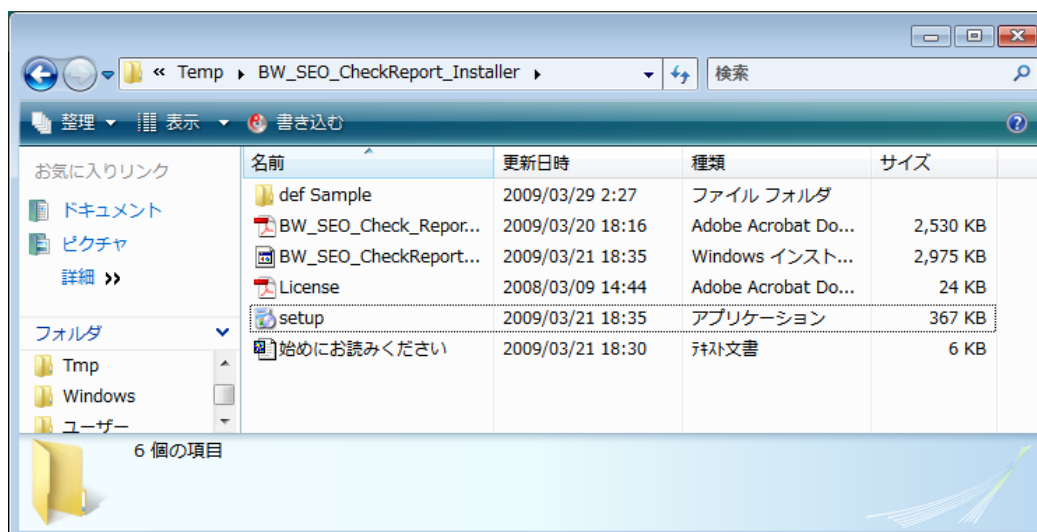 « Temp ▸ BW_SEO_CheckReport_Installer ▸ 検索
整理 表示 書き込む
お気に入りリンク
ドキュメント
ピクチャ
詳細 »
フォルダ
Tmp
Windows
ユーザー
名前 更新日時 種類 サイズ
def Sample 2009/03/29 2:27 ファイル フォルダ
BW_SEO_Check_Repor... 2009/03/20 18:16 Adobe Acrobat Do... 2,530 KB
BW_SEO_CheckReport... 2009/03/21 18:35 Windows インスト... 2,975 KB
License 2008/03/09 14:44 Adobe Acrobat Do... 24 KB
setup 2009/03/21 18:35 アプリケーション 367 KB
始めにお読みください 2009/03/21 18:30 ﾃｷｽﾄ文書 6 KB
6 個の項目